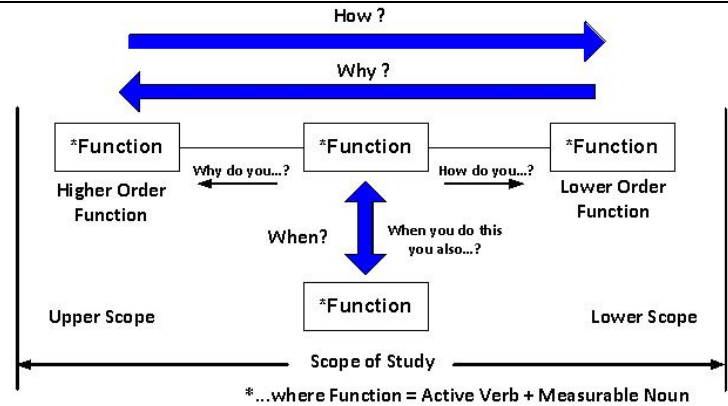 How ?
Why ?
*Function
*Function
*Function
Why do you...?
How do you...?
Higher Order
Function
Lower Order
Function
When?
When you do this
you also...?
*Function
Upper Scope
Lower Scope
Scope of Study
*...where Function = Active Verb + Measurable Noun